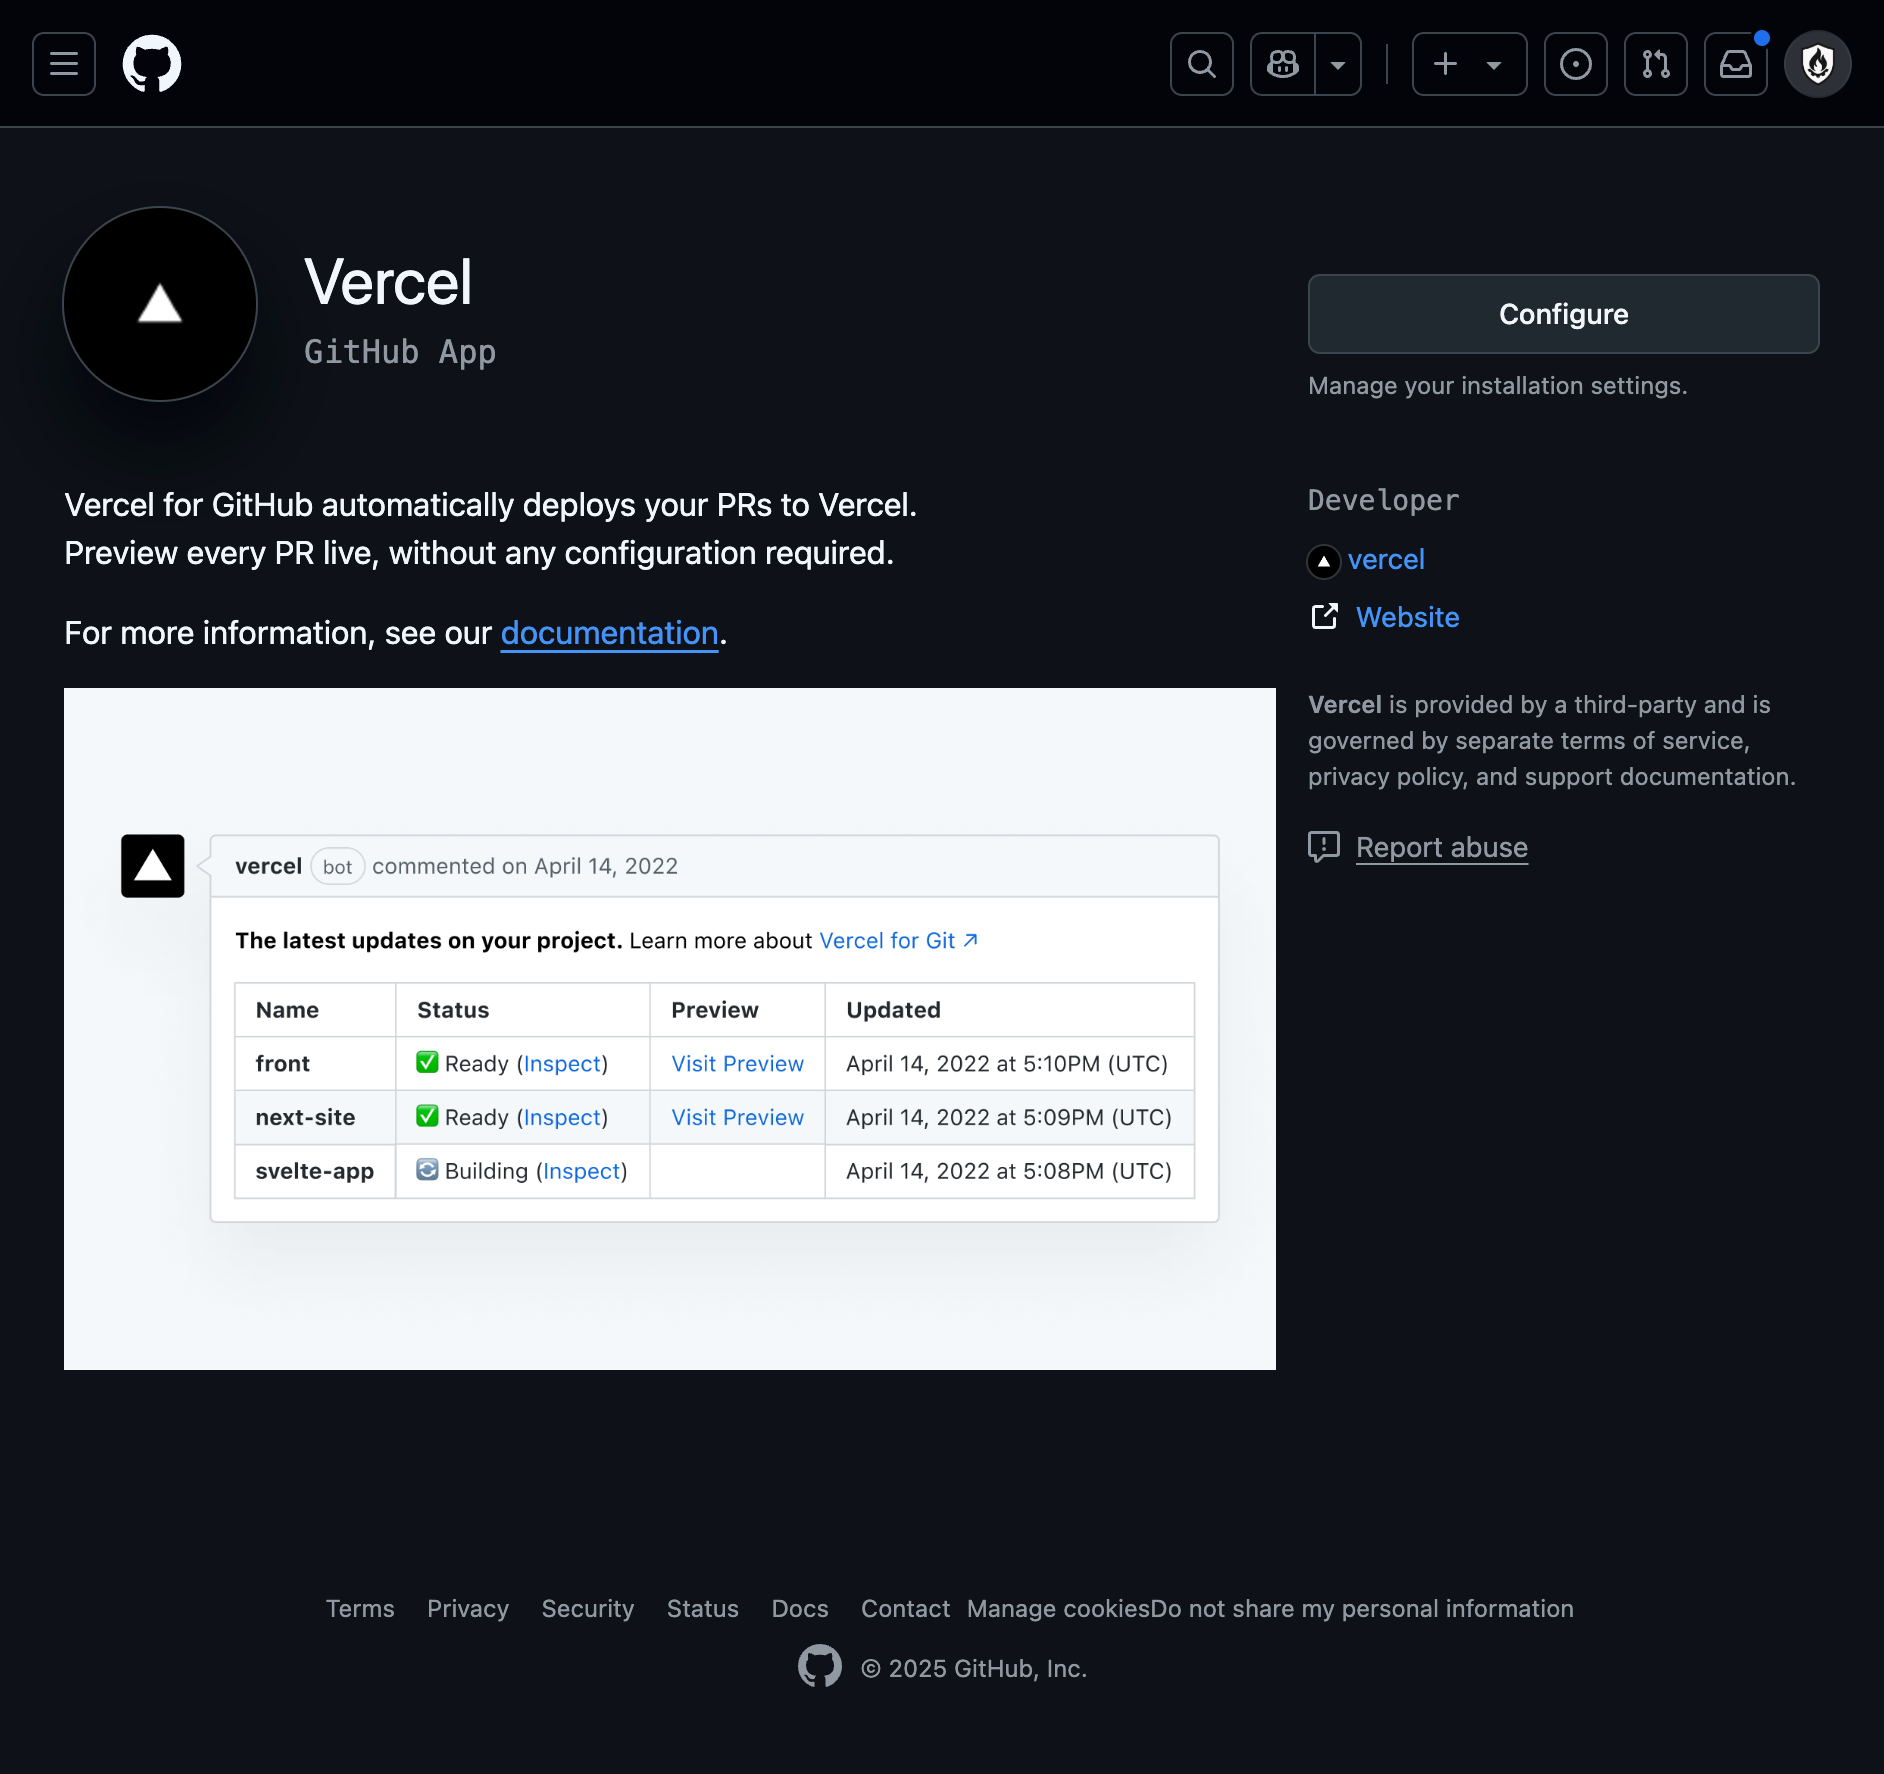 Vercel
GitHub App
Configure
Manage your installation settings.
Vercel for GitHub automatically deploys your PRs to Vercel.
Preview every PR live, without any configuration required.
For more information, see our documentation.
Developer
vercel
Website
Vercel is provided by a third-party and is
governed by separate terms of service,
privacy policy, and support documentation.
Report abuse
vercel bot commented on April 14, 2022
The latest updates on your project. Learn more about Vercel for Git ↗
Name Status Preview Updated
front ✅ Ready (Inspect) Visit Preview April 14, 2022 at 5:10PM (UTC)
next-site ✅ Ready (Inspect) Visit Preview April 14, 2022 at 5:09PM (UTC)
svelte-app 🔄 Building (Inspect) April 14, 2022 at 5:08PM (UTC)
Terms Privacy Security Status Docs Contact Manage cookiesDo not share my personal information
© 2025 GitHub, Inc.